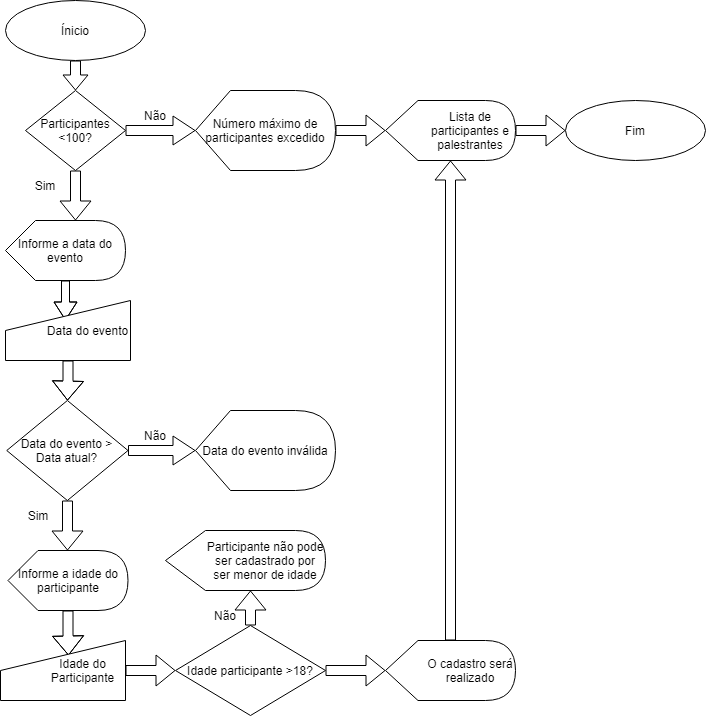 Ínicio
Participantes
<100?
Não
Número máximo de
participantes excedido
Lista de
participantes e
palestrantes
Fim
Sim
Informe a data do
evento
Data do evento
Data do evento >
Data atual?
Não
Data do evento inválida
Sim
Informe a idade do
participante
Participante não pode
ser cadastrado por
ser menor de idade
Não
Idade do
Participante
Idade participante >18?
O cadastro será
realizado